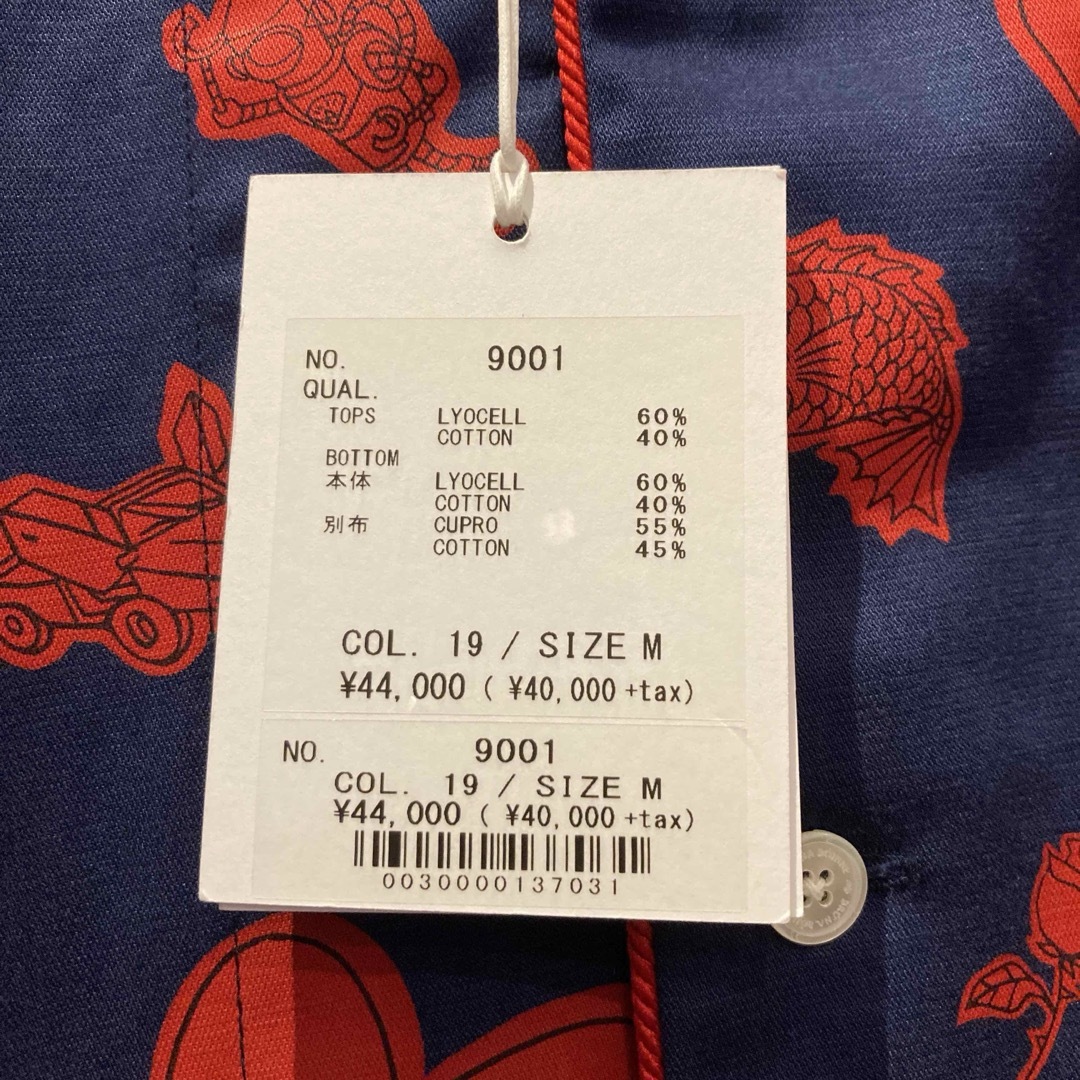 NO. 9001
QUAL.
TOPS LYOCELL 60%
COTTON 40%
BOTTOM
本体 LYOCELL 60%
COTTON 40%
別布 CUPRO 55%
COTTON 45%
COL. 19 / SIZE M
¥44,000 ( ¥40,000 +tax)
NO. 9001
COL. 19 / SIZE M
¥44,000 ( ¥40,000 +tax)
0030000137031